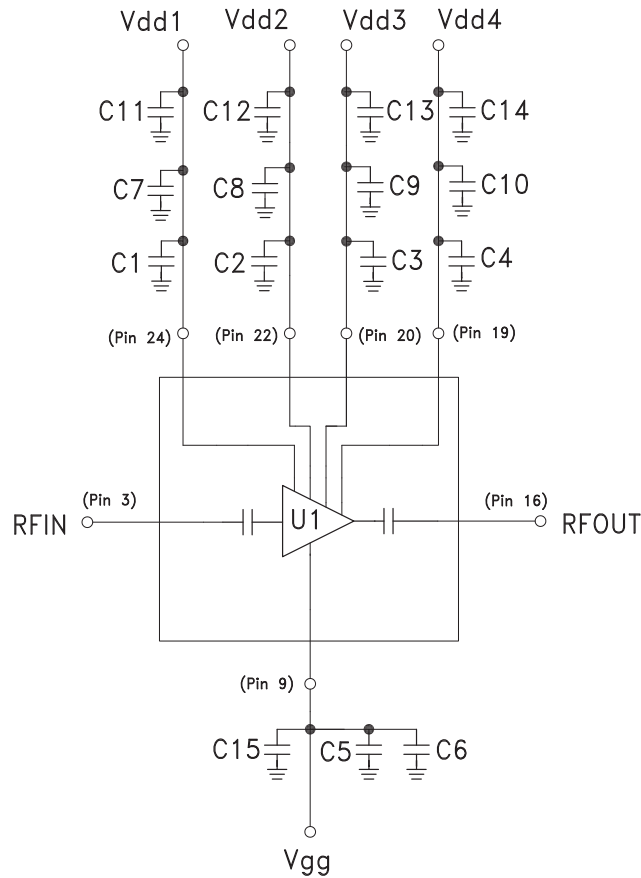 Vdd1 Vdd2 Vdd3 Vdd4
C11 C12 C13 C14
C7 C8 C9 C10
C1 C2 C3 C4
(Pin 24) (Pin 22) (Pin 20) (Pin 19)
(Pin 3) (Pin 16)
RFIN U1 RFOUT
(Pin 9)
C15 C5 C6
Vgg